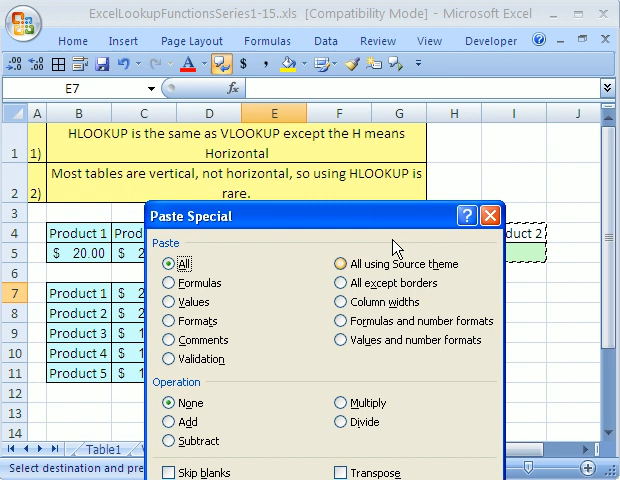 ExcelLookupFunctionsSeries1-15..xls [Compatibility Mode] - Microsoft Excel
Home Insert Page Layout Formulas Data Review View Developer
E7 fx
A B C D E F G H I J
1 1) HLOOKUP is the same as VLOOKUP except the H means
Horizontal
2 2) Most tables are vertical, not horizontal, so using HLOOKUP is
rare.
3
4 Product 1 duct 2
5 $ 20.00 $ 2
6
7 Product 1 $ 2
8 Product 2 $ 2
9 Product 3 $ 1
10 Product 4 $ 1
11 Product 5 $ 1
12
13
14
Paste Special
Paste
All All using Source theme
Formulas All except borders
Values Column widths
Formats Formulas and number formats
Comments Values and number formats
Validation
Operation
None Multiply
Add Divide
Subtract
Skip blanks Transpose
Table1
Select destination and pre